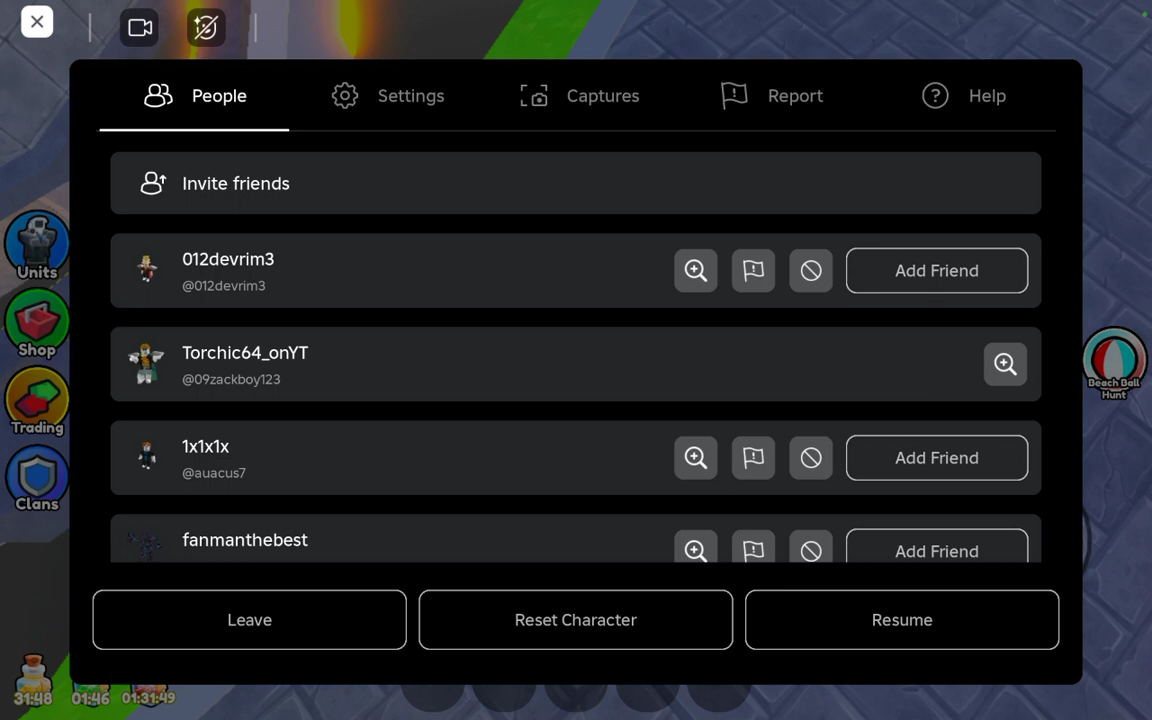 People
Settings
Captures
Report
Help
Invite friends
012devrim3
@012devrim3
Add Friend
Torchic64_onYT
@09zackboy123
1x1x1x
@auacus7
Add Friend
fanmanthebest
Add Friend
Leave
Reset Character
Resume
Units
Shop
Trading
Clans
Beach Ball
Hunt
31:48
01:46
01:31:49